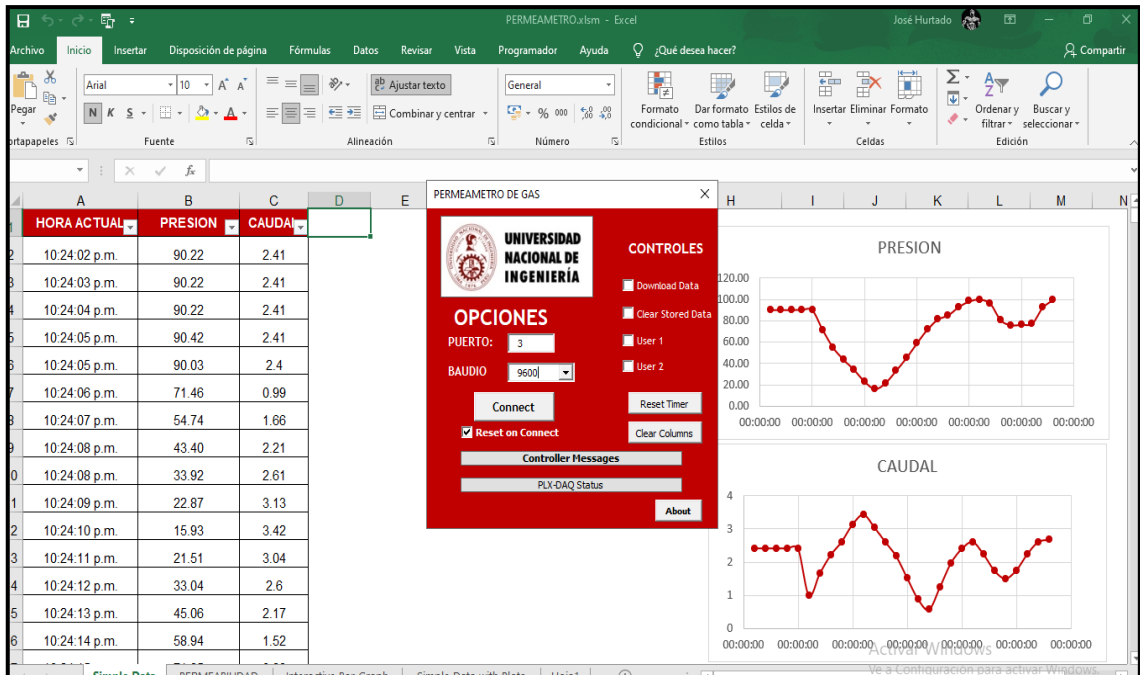 PERMEAMETRO.xlsm - Excel
José Hurtado
Archivo Inicio Insertar Disposición de página Fórmulas Datos Revisar Vista Programador Ayuda ¿Qué desea hacer? Compartir
Pegar
Arial 10
Ajustar texto
General
N K S
Combinar y centrar
% 000
Formato condicional
Dar formato como tabla
Estilos de celda
Insertar Eliminar Formato
Ordenar y filtrar
Buscar y seleccionar
ortapapeles Fuente Alineación Número Estilos Celdas Edición
fx
A B C D E H I J K L M N
HORA ACTUAL PRESION CAUDAL
10:24:02 p.m. 90.22 2.41
10:24:03 p.m. 90.22 2.41
10:24:04 p.m. 90.22 2.41
10:24:05 p.m. 90.42 2.41
10:24:05 p.m. 90.03 2.4
10:24:06 p.m. 71.46 0.99
10:24:07 p.m. 54.74 1.66
10:24:08 p.m. 43.40 2.21
10:24:08 p.m. 33.92 2.61
10:24:09 p.m. 22.87 3.13
10:24:10 p.m. 15.93 3.42
10:24:11 p.m. 21.51 3.04
10:24:12 p.m. 33.04 2.6
10:24:13 p.m. 45.06 2.17
10:24:14 p.m. 58.94 1.52
PERMEAMETRO DE GAS
UNIVERSIDAD
NACIONAL DE
INGENIERÍA
CONTROLES
Download Data
Clear Stored Data
User 1
User 2
OPCIONES
PUERTO: 3
BAUDIO 9600
Connect
Reset on Connect
Reset Timer
Clear Columns
Controller Messages
PLX-DAQ Status
About
PRESION
120.00
100.00
80.00
60.00
40.00
20.00
0.00
00:00:00 00:00:00 00:00:00 00:00:00 00:00:00 00:00:00
CAUDAL
4
3
2
1
0
00:00:00 00:00:00 00:00:00 00:00:00 00:00:00 00:00:00 00:00:00
Activar Windows
Ve a Configuración para activar Windows.
Simple Data PERMEABILIDAD Interactive Bar Graph Simple Data with Plots Hoja1